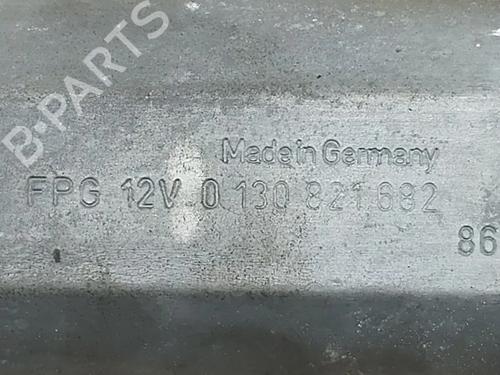 B-PARTS
Made in Germany
FPG 12V 0 130 821 682
86